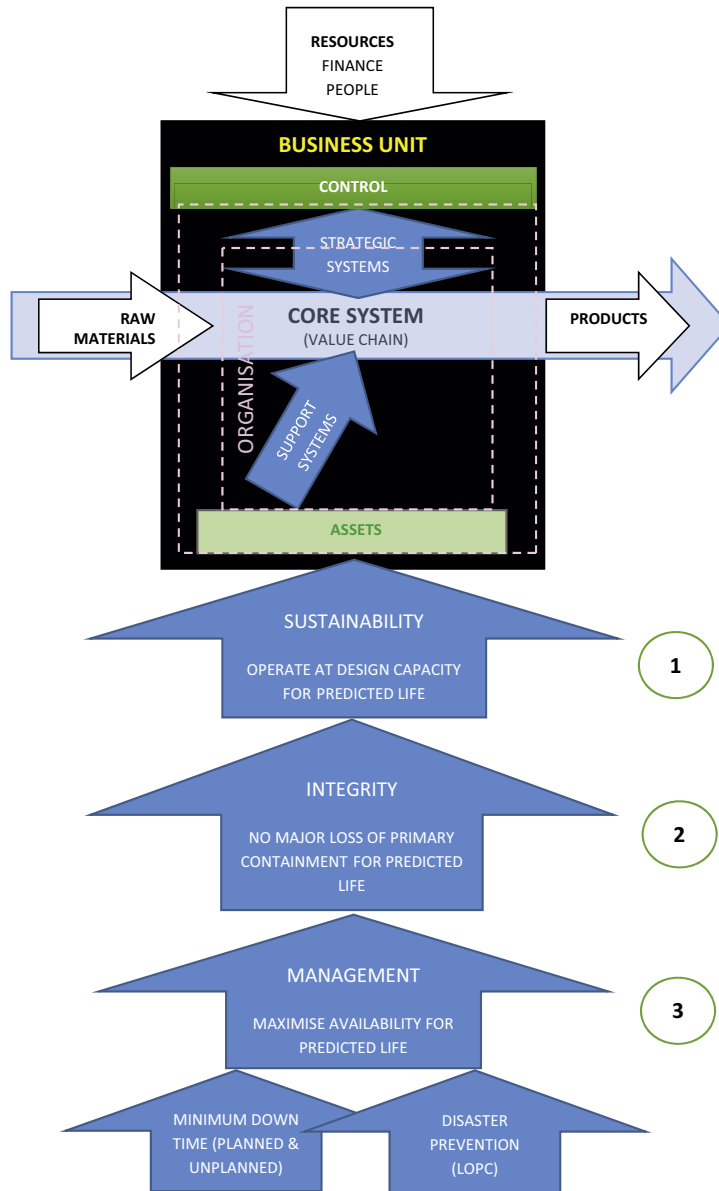 RESOURCES
FINANCE
PEOPLE
BUSINESS UNIT
CONTROL
STRATEGIC
SYSTEMS
RAW
MATERIALS
CORE SYSTEM
(VALUE CHAIN)
PRODUCTS
ORGANISATION
SUPPORT
SYSTEMS
ASSETS
SUSTAINABILITY
OPERATE AT DESIGN CAPACITY
FOR PREDICTED LIFE
1
INTEGRITY
NO MAJOR LOSS OF PRIMARY
CONTAINMENT FOR PREDICTED
LIFE
2
MANAGEMENT
MAXIMISE AVAILABILITY FOR
PREDICTED LIFE
3
MINIMUM DOWN
TIME (PLANNED &
UNPLANNED)
DISASTER
PREVENTION
(LOPC)